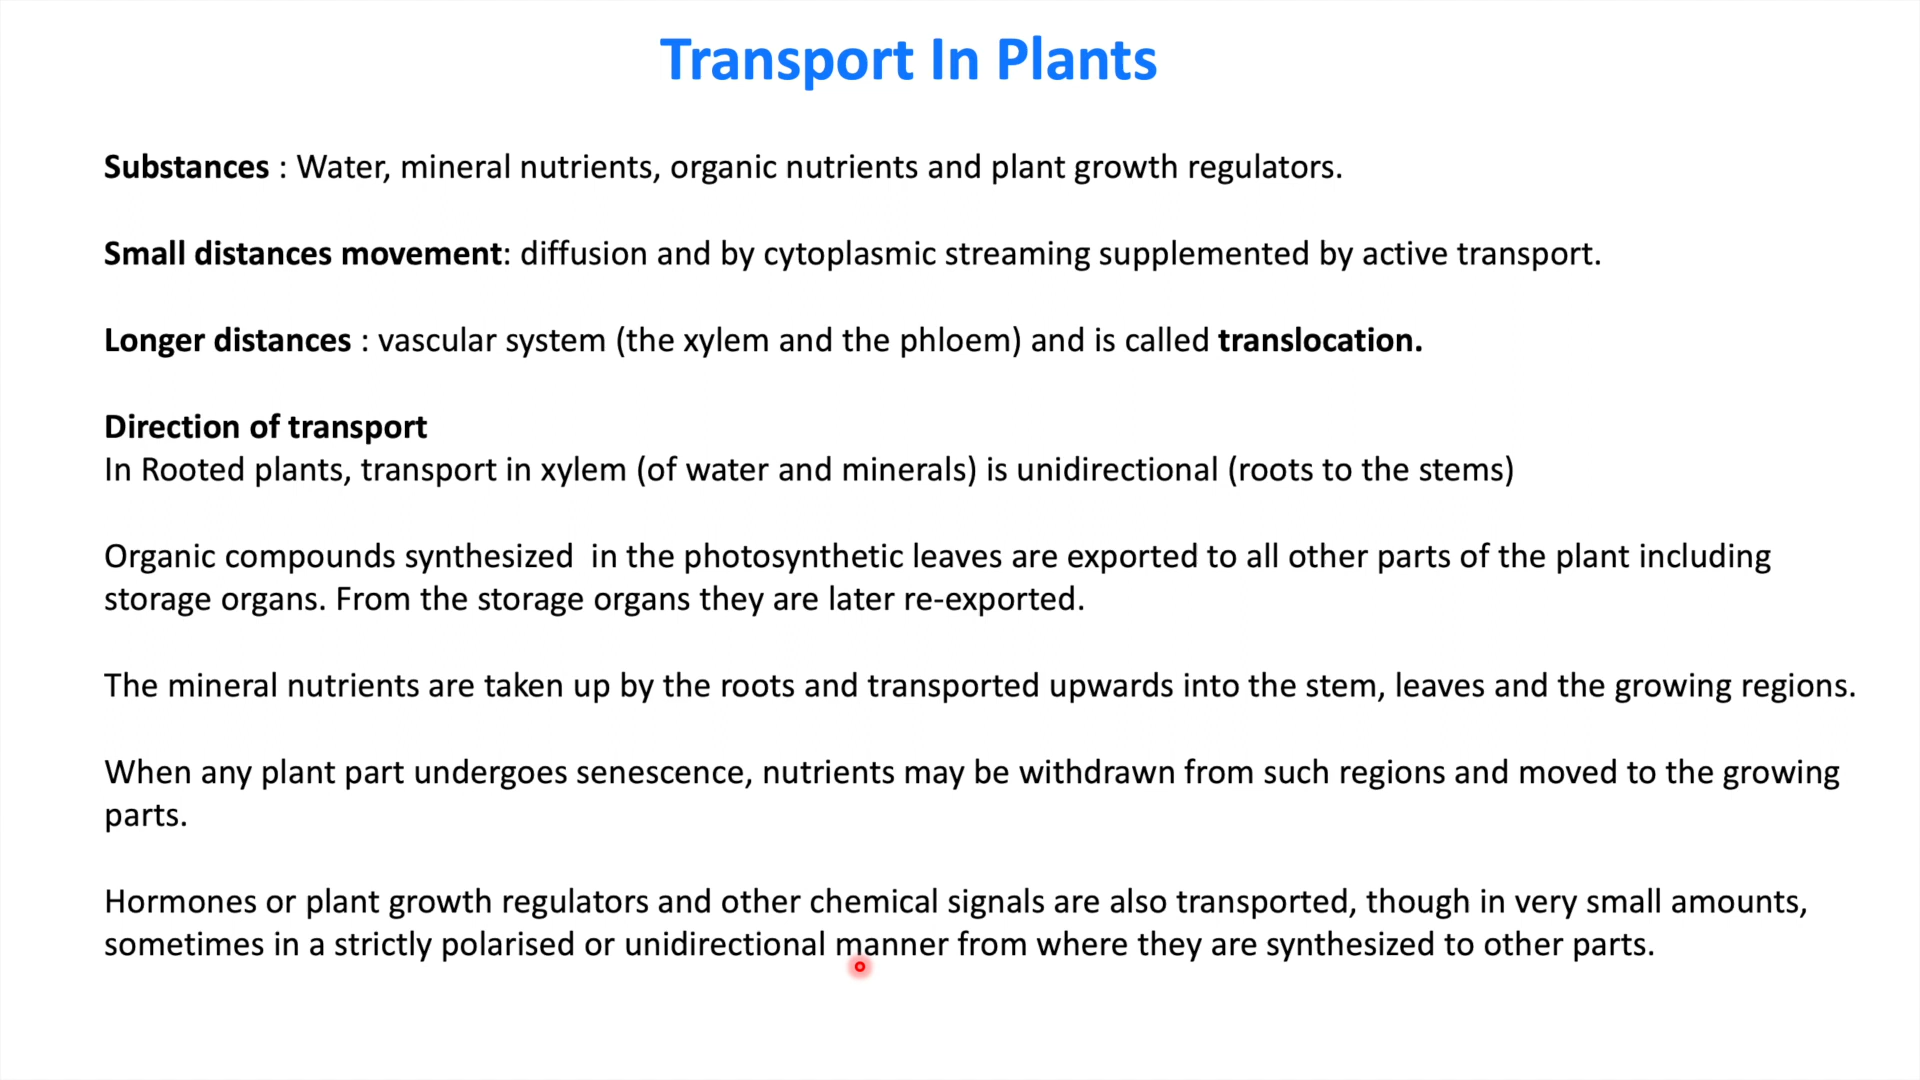 Transport In Plants
Substances : Water, mineral nutrients, organic nutrients and plant growth regulators.
Small distances movement: diffusion and by cytoplasmic streaming supplemented by active transport.
Longer distances : vascular system (the xylem and the phloem) and is called translocation.
Direction of transport
In Rooted plants, transport in xylem (of water and minerals) is unidirectional (roots to the stems)
Organic compounds synthesized  in the photosynthetic leaves are exported to all other parts of the plant including
storage organs. From the storage organs they are later re-exported.
The mineral nutrients are taken up by the roots and transported upwards into the stem, leaves and the growing regions.
When any plant part undergoes senescence, nutrients may be withdrawn from such regions and moved to the growing
parts.
Hormones or plant growth regulators and other chemical signals are also transported, though in very small amounts,
sometimes in a strictly polarised or unidirectional manner from where they are synthesized to other parts.